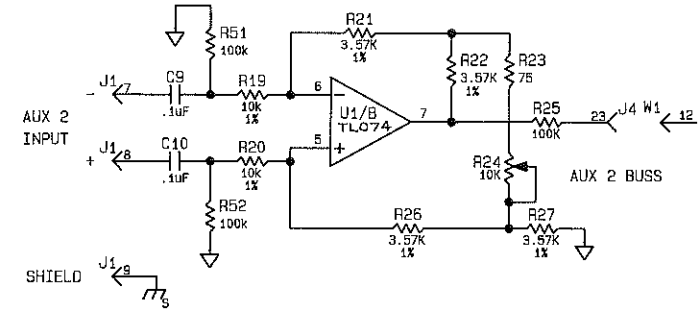 R21
3.57K
1%
R51
100k
R22
3.57K
1%
R23
75
J1
7
C9
.1uF
R19
10k
1%
-
AUX 2
INPUT
+
6
-
U1/B
TL074
7
5
+
R25
100K
23
J4
W1
12
J1
8
C10
.1uF
R20
10k
1%
R24
10K
AUX 2 BUSS
R52
100k
R26
3.57K
1%
R27
3.57K
1%
SHIELD
J1
9
S